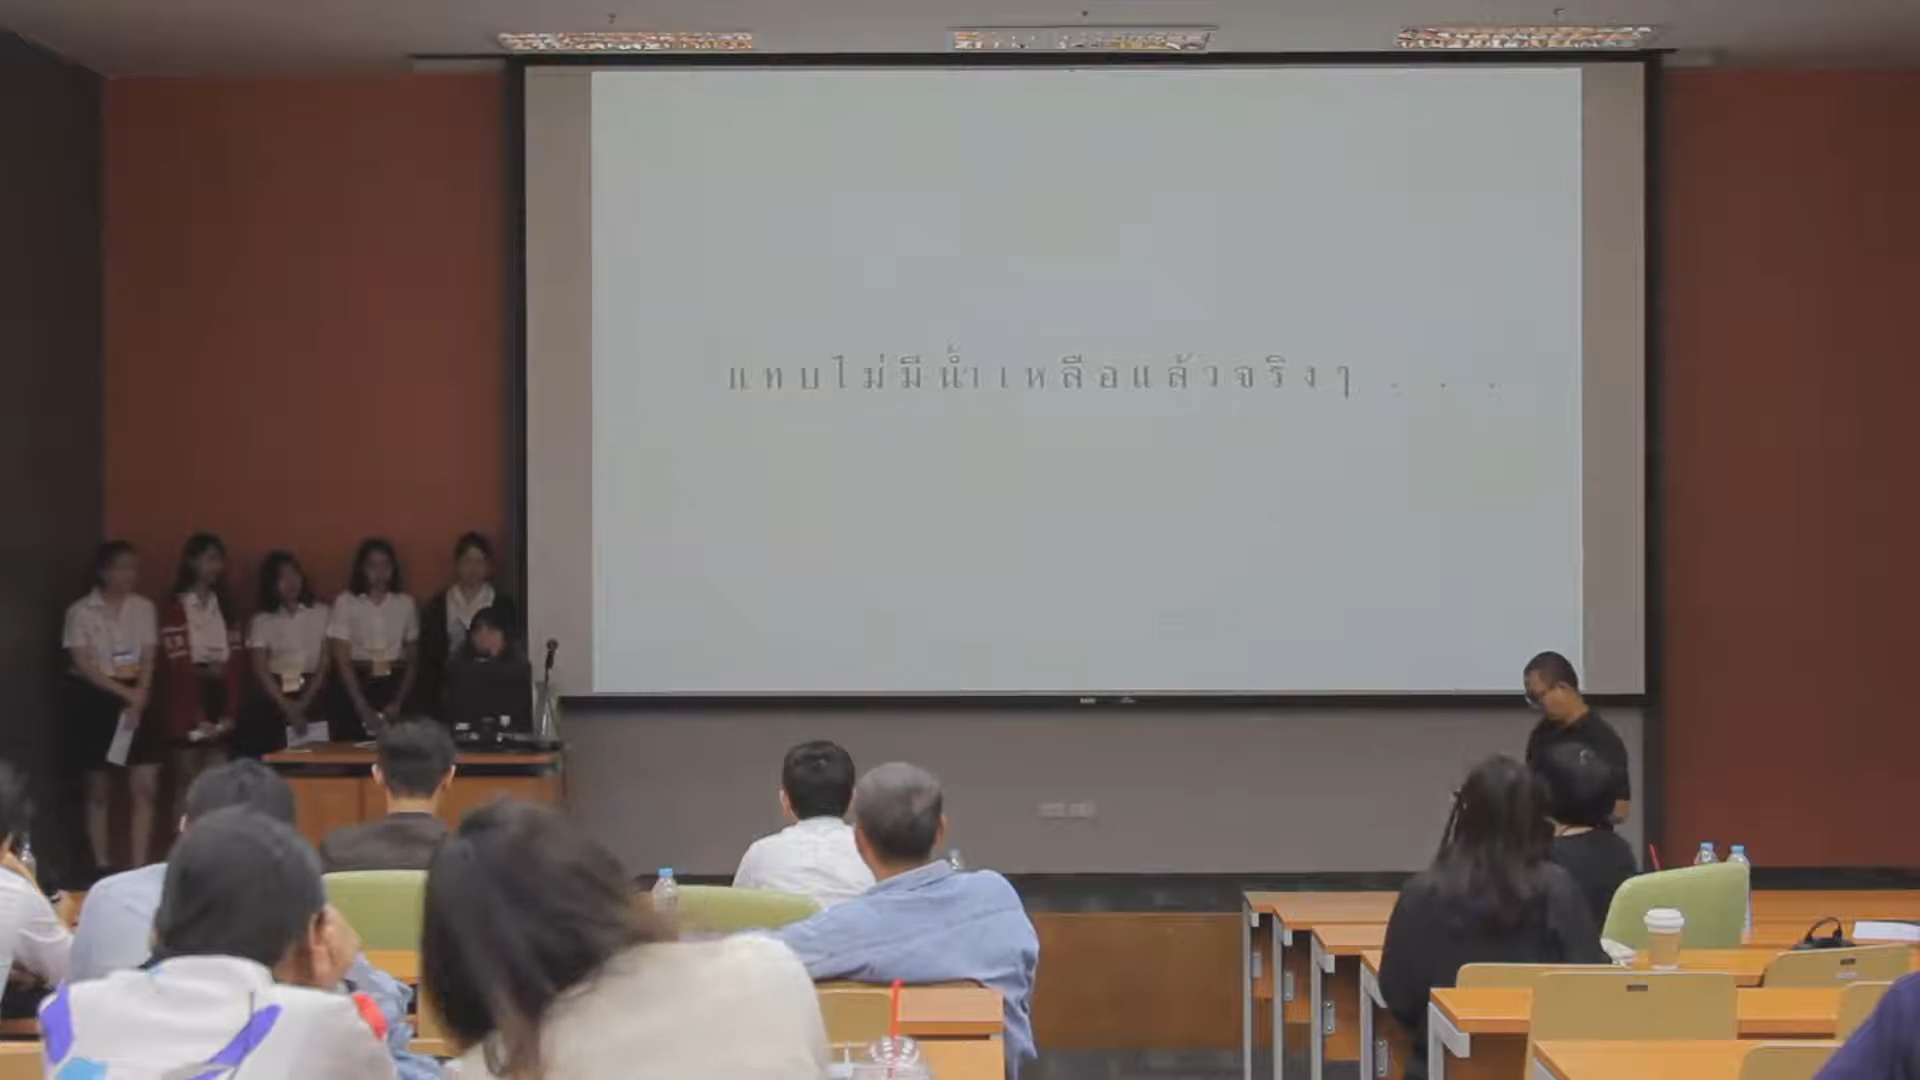 แทบไม่มีน้ำเหลือแล้วจริงๆ . . .